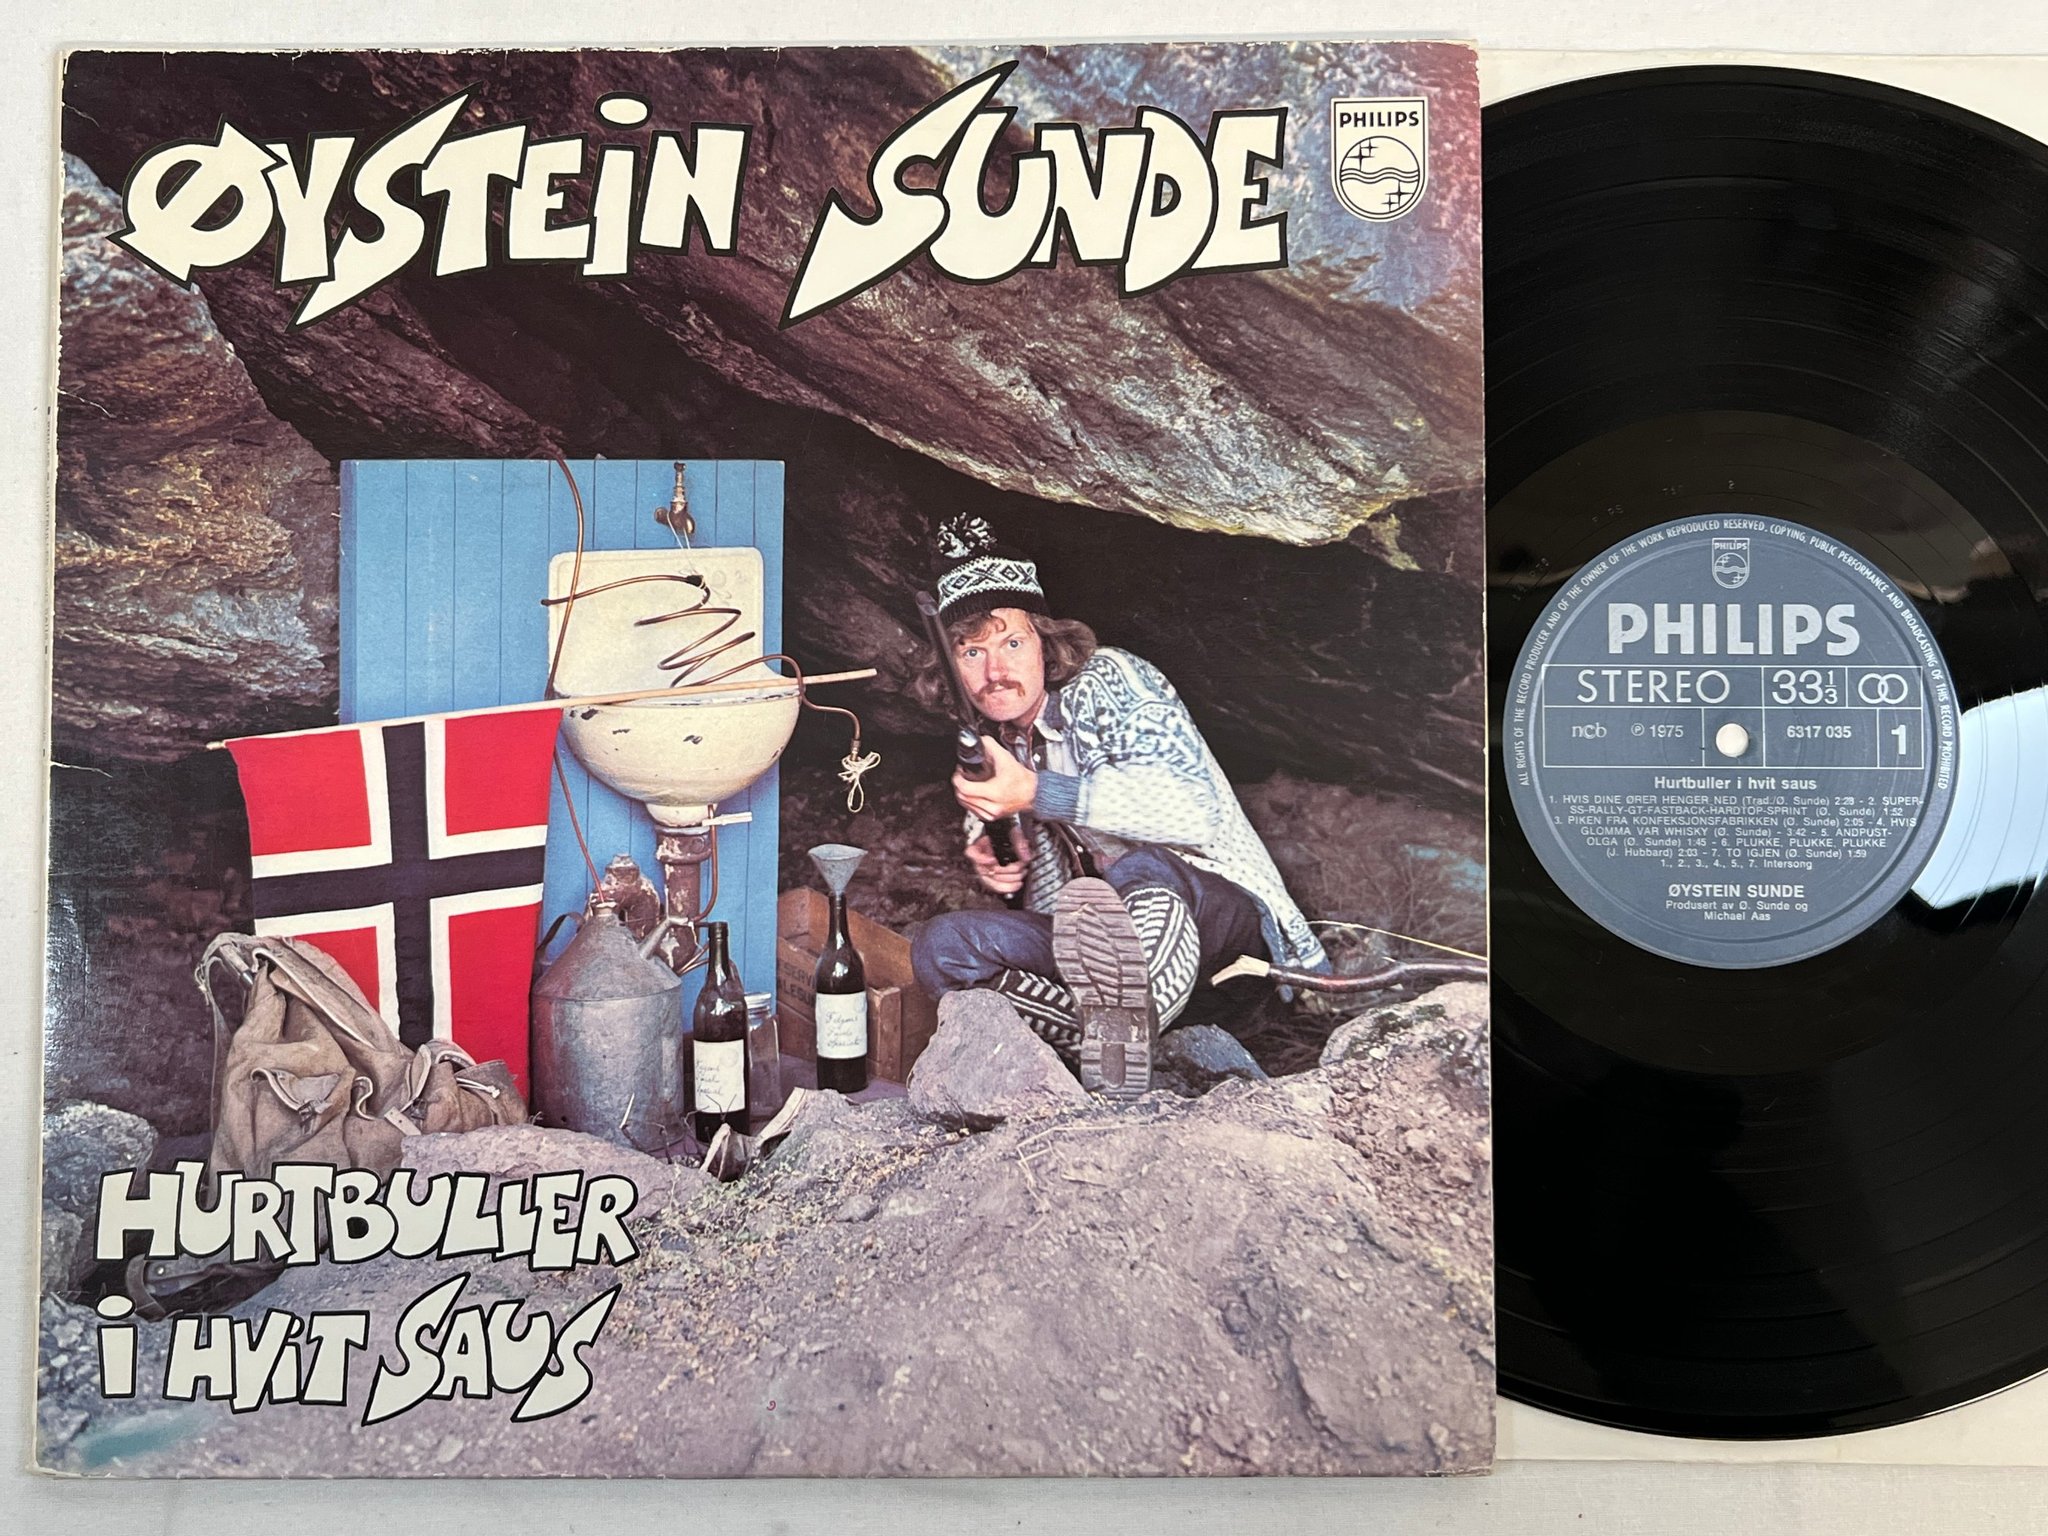 ØYSTEIN SUNDE
PHILIPS
HURTBULLER
i HViT SAUS
ALL RIGHTS OF THE RECORD PRODUCER AND OF THE OWNER OF THE WORK REPRODUCED RESERVED. COPYING, PUBLIC PERFORMANCE AND BROADCASTING OF THIS RECORD PROHIBITED
PHILIPS
PHILIPS
STEREO 33 1/3
ncb ℗ 1975 6317 035 1
Hurtbuller i hvit saus
1. HVIS DINE ØRER HENGER NED (Trad./Ø. Sunde) 2:28 - 2. SUPER-
SS-RALLY-GT-FASTBACK-HARDTOP-SPRINT (Ø. Sunde) 1:52
3. PIKEN FRA KONFEKSJONSFABRIKKEN (Ø. Sunde) 2:05 - 4. HVIS
GLOMMA VAR WHISKY (Ø. Sunde) - 3:42 - 5. ANDPUST-
OLGA (Ø. Sunde) 1:45 - 6. PLUKKE, PLUKKE, PLUKKE
(J. Hubbard) 2:03 - 7. TO IGJEN (Ø. Sunde) 1:59
1., 2., 3., 4., 5., 7. Intersong
ØYSTEIN SUNDE
Produsert av Ø. Sunde og
Michael Aas